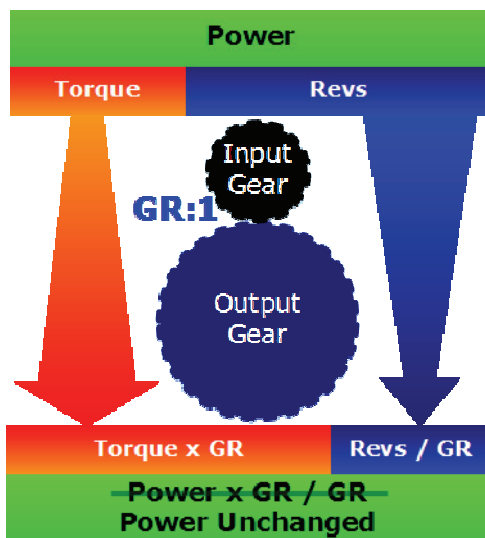 Power
Torque Revs
Input
Gear
GR:1
Output
Gear
Torque x GR Revs / GR
Power x GR / GR
Power Unchanged